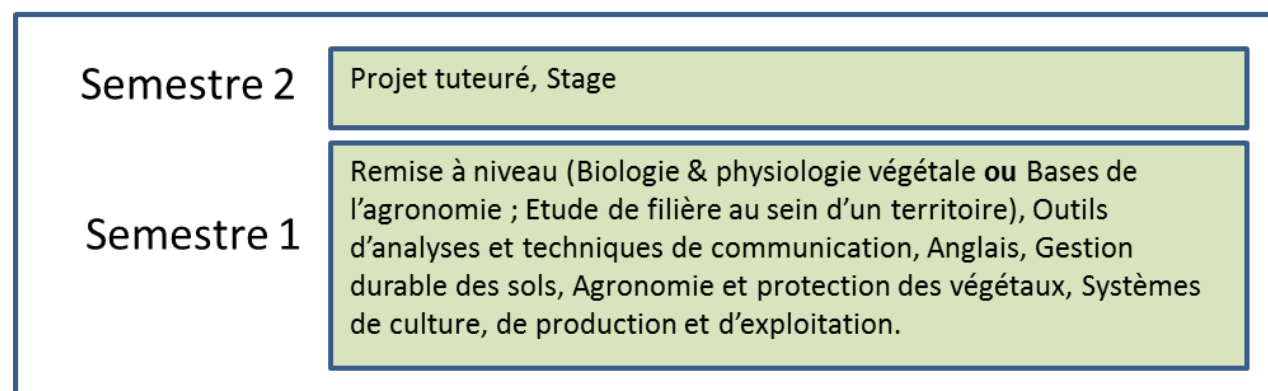 Semestre 2
Projet tuteuré, Stage
Semestre 1
Remise à niveau (Biologie & physiologie végétale ou Bases de
l’agronomie ; Etude de filière au sein d’un territoire), Outils
d’analyses et techniques de communication, Anglais, Gestion
durable des sols, Agronomie et protection des végétaux, Systèmes
de culture, de production et d’exploitation.